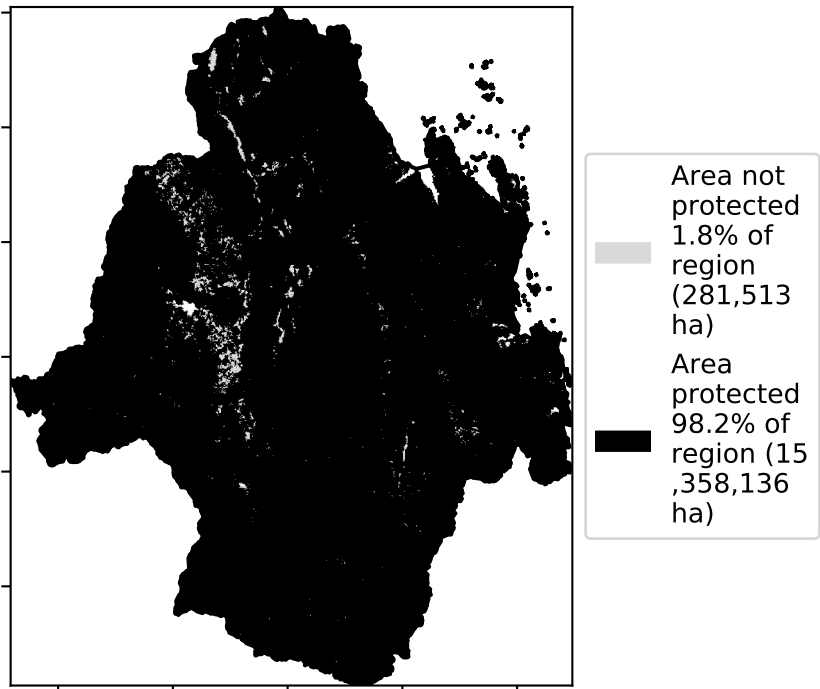 Area not
protected
1.8% of
region
(281,513
ha)
Area
protected
98.2% of
region (15
,358,136
ha)